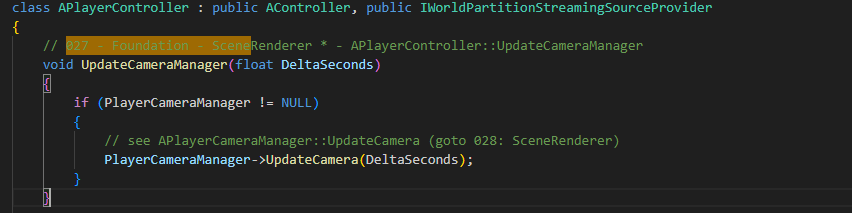 class APlayerController : public AController, public IWorldPartitionStreamingSourceProvider
{
// 027 - Foundation - SceneRenderer * - APlayerController::UpdateCameraManager
void UpdateCameraManager(float DeltaSeconds)
{
if (PlayerCameraManager != NULL)
{
// see APlayerCameraManager::UpdateCamera (goto 028: SceneRenderer)
PlayerCameraManager->UpdateCamera(DeltaSeconds);
}
}